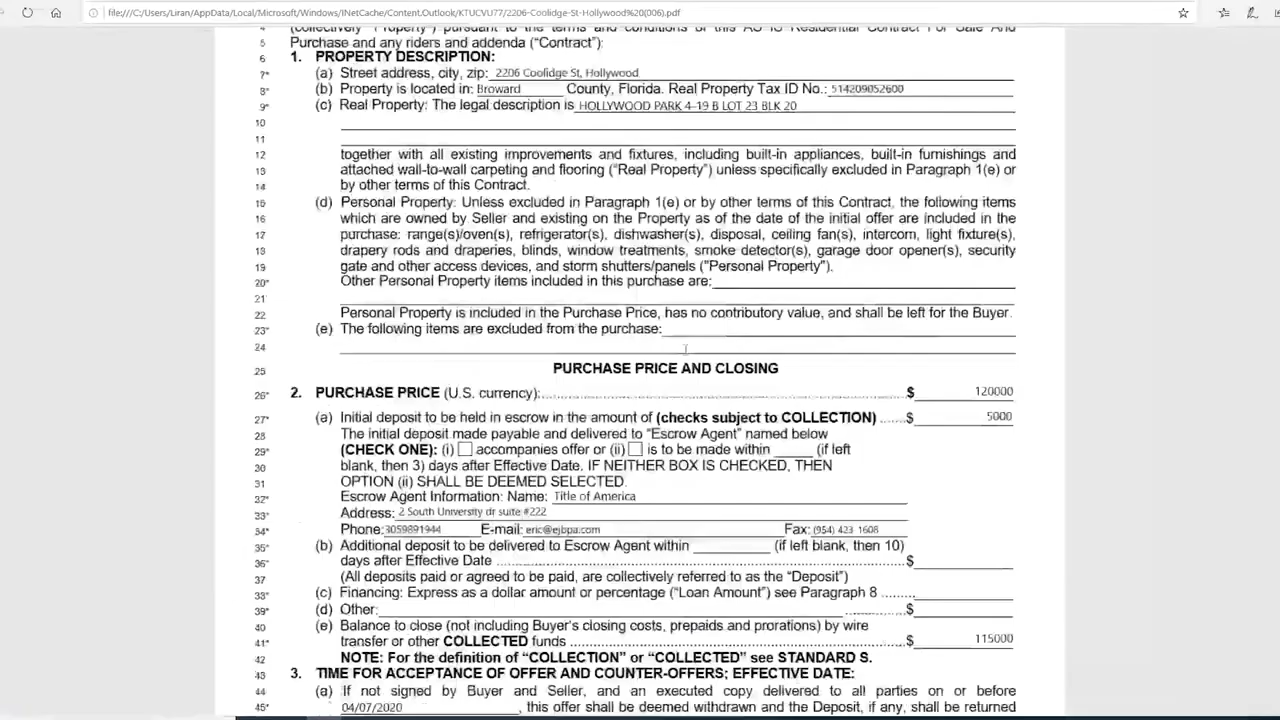 file:///C:/Users/Liran/AppData/Local/Microsoft/Windows/INetCache/Content.Outlook/KTUCVU77/2206-Coolidge-St-Hollywood%20(006).pdf
4 (collectively "Property") pursuant to the terms and conditions of this AS IS Residential Contract For Sale And
5 Purchase and any riders and addenda ("Contract"):
6 1. PROPERTY DESCRIPTION:
7* (a) Street address, city, zip: 2206 Coolidge St, Hollywood
8* (b) Property is located in: Broward County, Florida. Real Property Tax ID No.: 514209052600
9* (c) Real Property: The legal description is HOLLYWOOD PARK 4-19 B LOT 23 BLK 20
10
11
12 together with all existing improvements and fixtures, including built-in appliances, built-in furnishings and
13 attached wall-to-wall carpeting and flooring ("Real Property") unless specifically excluded in Paragraph 1(e) or
14 by other terms of this Contract.
15 (d) Personal Property: Unless excluded in Paragraph 1(e) or by other terms of this Contract, the following items
16 which are owned by Seller and existing on the Property as of the date of the initial offer are included in the
17 purchase: range(s)/oven(s), refrigerator(s), dishwasher(s), disposal, ceiling fan(s), intercom, light fixture(s),
18 drapery rods and draperies, blinds, window treatments, smoke detector(s), garage door opener(s), security
19 gate and other access devices, and storm shutters/panels ("Personal Property").
20* Other Personal Property items included in this purchase are:
21
22 Personal Property is included in the Purchase Price, has no contributory value, and shall be left for the Buyer.
23* (e) The following items are excluded from the purchase:
24
25 PURCHASE PRICE AND CLOSING
26* 2. PURCHASE PRICE (U.S. currency): $ 120000
27* (a) Initial deposit to be held in escrow in the amount of (checks subject to COLLECTION) ......$ 5000
28 The initial deposit made payable and delivered to "Escrow Agent" named below
29* (CHECK ONE): (i) accompanies offer or (ii) is to be made within (if left
30 blank, then 3) days after Effective Date. IF NEITHER BOX IS CHECKED, THEN
31 OPTION (ii) SHALL BE DEEMED SELECTED.
32* Escrow Agent Information: Name: Title of America
33* Address: 2 South University dr suite #222
34* Phone: 3059891944 E-mail: eric@ejbpa.com Fax: (954) 423 1608
35* (b) Additional deposit to be delivered to Escrow Agent within (if left blank, then 10)
36* days after Effective Date $
37 (All deposits paid or agreed to be paid, are collectively referred to as the "Deposit")
38* (c) Financing: Express as a dollar amount or percentage ("Loan Amount") see Paragraph 8 ........
39* (d) Other: $
40 (e) Balance to close (not including Buyer's closing costs, prepaids and prorations) by wire
41* transfer or other COLLECTED funds $ 115000
42 NOTE: For the definition of "COLLECTION" or "COLLECTED" see STANDARD S.
43 3. TIME FOR ACCEPTANCE OF OFFER AND COUNTER-OFFERS; EFFECTIVE DATE:
44 (a) If not signed by Buyer and Seller, and an executed copy delivered to all parties on or before
45* 04/07/2020 , this offer shall be deemed withdrawn and the Deposit, if any, shall be returned